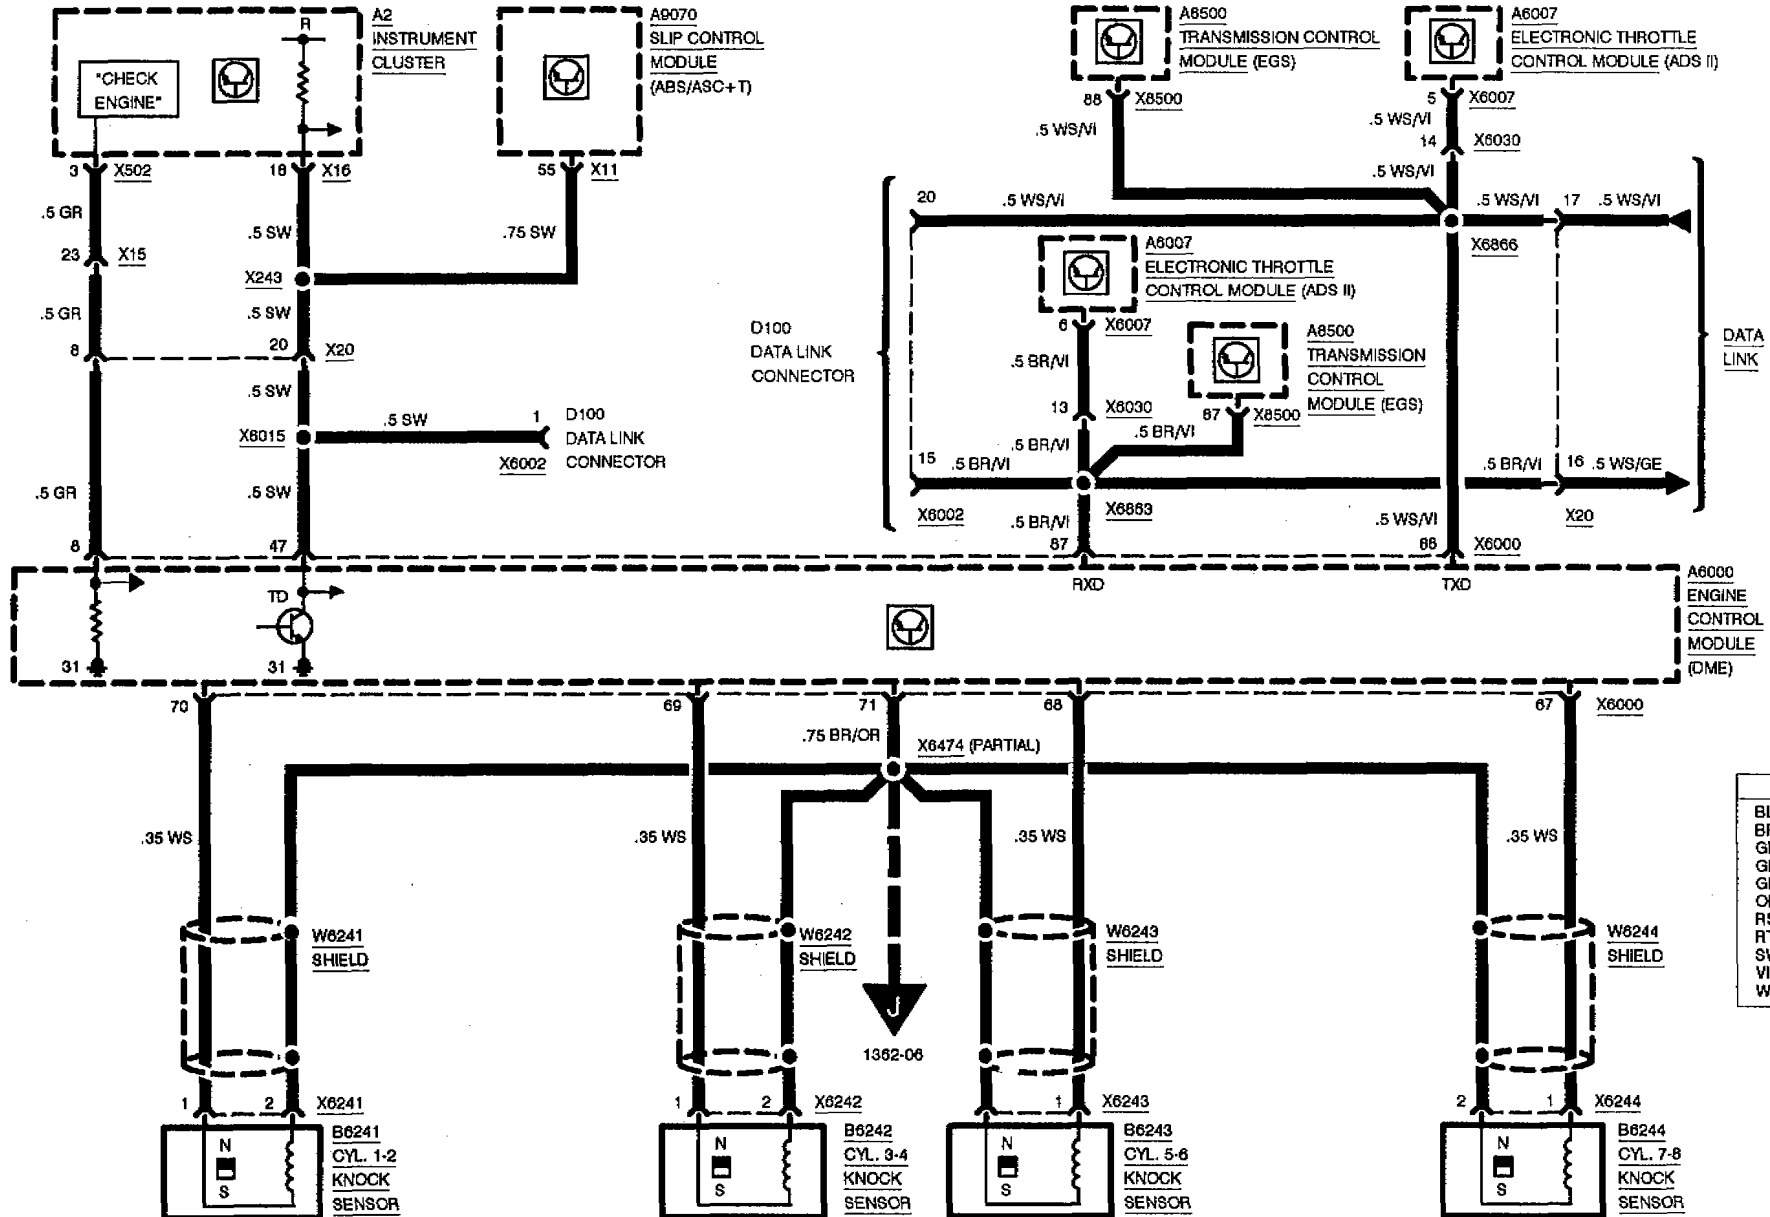 A2
INSTRUMENT
CLUSTER
R
"CHECK
ENGINE"
A9070
SLIP CONTROL
MODULE
(ABS/ASC+T)
A8500
TRANSMISSION CONTROL
MODULE (EGS)
A6007
ELECTRONIC THROTTLE
CONTROL MODULE (ADS II)
3 X502
18 X16
55 X11
88 X8500
5 X6007
.5 WS/VI
.5 WS/VI
14 X6030
.5 WS/VI
.5 GR
.5 SW
.75 SW
20 .5 WS/VI
.5 WS/VI 17 .5 WS/VI
X6866
23 X15
X243
A6007
ELECTRONIC THROTTLE
CONTROL MODULE (ADS II)
.5 GR
.5 SW
6 X6007
D100
DATA LINK
CONNECTOR
A8500
TRANSMISSION
CONTROL
MODULE (EGS)
DATA
LINK
8
20 X20
.5 BR/VI
.5 SW
13 X6030
87 X8500
.5 SW 1 D100
DATA LINK
CONNECTOR
X6015
X6002
.5 BR/VI
.5 BR/VI
15 .5 BR/VI
.5 BR/VI 16 .5 WS/GE
.5 GR
.5 SW
X6002
.5 BR/VI
X6863
.5 WS/VI
X20
8
47
87
88 X6000
TD
RXD
TXD
A6000
ENGINE
CONTROL
MODULE
(DME)
31
31
70
69
71
68
67 X6000
.75 BR/OR
X6474 (PARTIAL)
.35 WS
.35 WS
.35 WS
.35 WS
W6241
SHIELD
W6242
SHIELD
W6243
SHIELD
W6244
SHIELD
J
1362-06
1 2 X6241
1 2 X6242
1 X6243
2 1 X6244
N
S
B6241
CYL. 1-2
KNOCK
SENSOR
N
S
B6242
CYL. 3-4
KNOCK
SENSOR
N
S
B6243
CYL. 5-6
KNOCK
SENSOR
N
S
B6244
CYL. 7-8
KNOCK
SENSOR